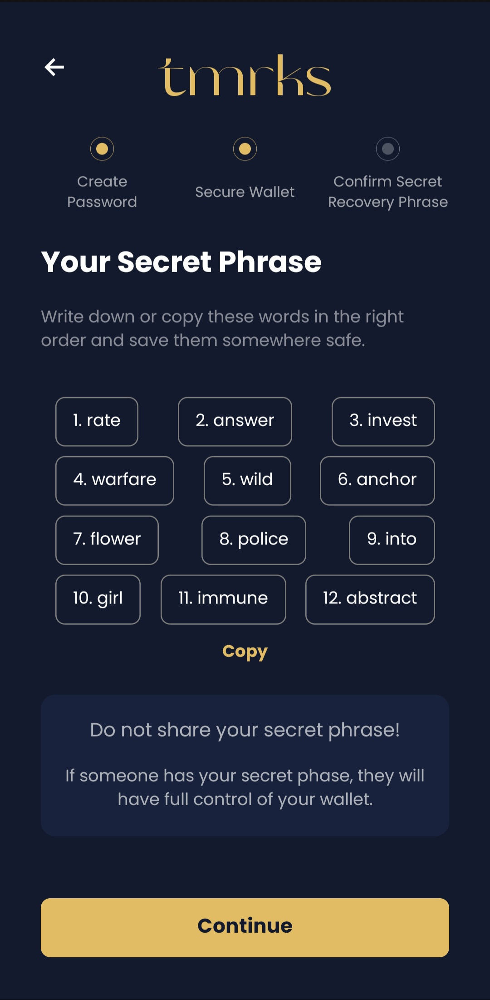 tmrks
Create
Password
Secure Wallet
Confirm Secret
Recovery Phrase
Your Secret Phrase
Write down or copy these words in the right
order and save them somewhere safe.
1. rate
2. answer
3. invest
4. warfare
5. wild
6. anchor
7. flower
8. police
9. into
10. girl
11. immune
12. abstract
Copy
Do not share your secret phrase!
If someone has your secret phase, they will
have full control of your wallet.
Continue